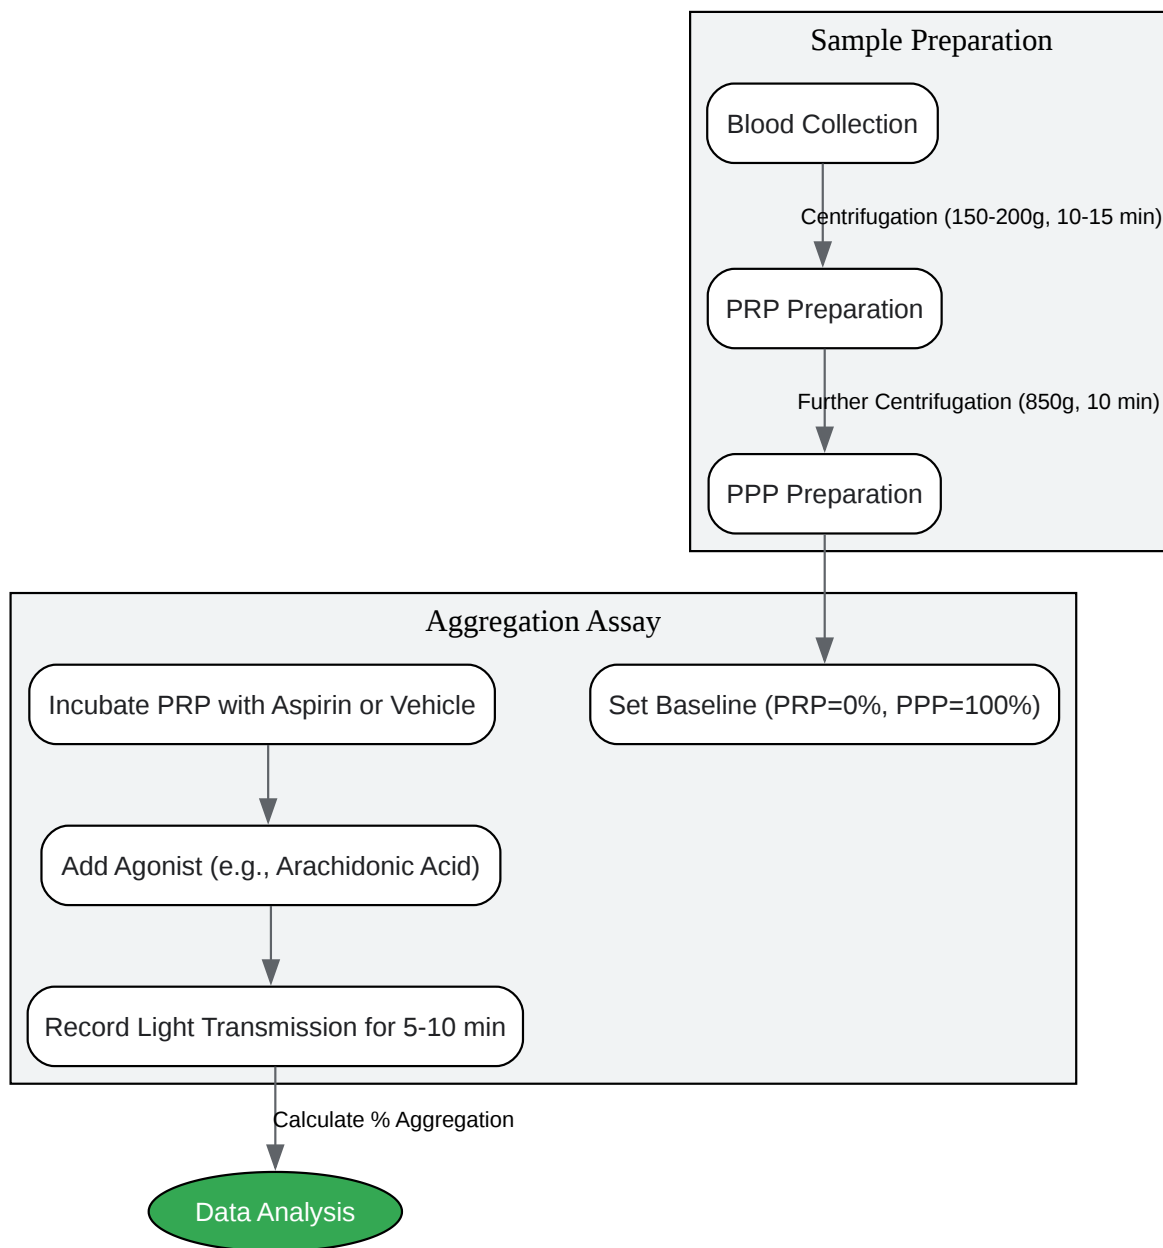 Sample Preparation
Blood Collection
Centrifugation (150-200g, 10-15 min)
PRP Preparation
Further Centrifugation (850g, 10 min)
PPP Preparation
Aggregation Assay
Incubate PRP with Aspirin or Vehicle
Set Baseline (PRP=0%, PPP=100%)
Add Agonist (e.g., Arachidonic Acid)
Record Light Transmission for 5-10 min
Calculate % Aggregation
Data Analysis